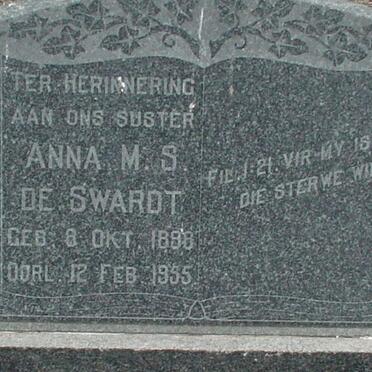 TER HERINNERING
AAN ONS SUSTER
ANNA M. S.
DE SWARDT
GEB. 8 OKT. 1898
OORL. 12 FEB. 1955
FIL. 1-21. VIR MY IS
DIE STERWE WI